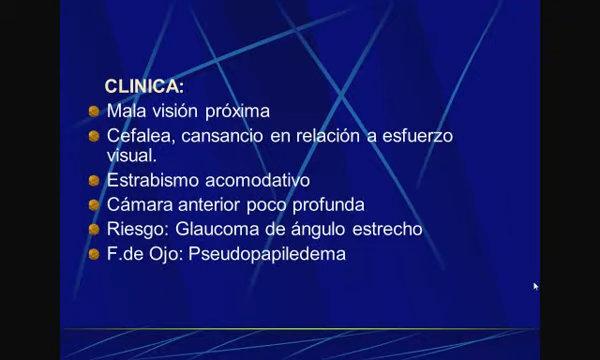 CLINICA:
Mala visión próxima
Cefalea, cansancio en relación a esfuerzo
visual.
Estrabismo acomodativo
Cámara anterior poco profunda
Riesgo: Glaucoma de ángulo estrecho
F.de Ojo: Pseudopapiledema